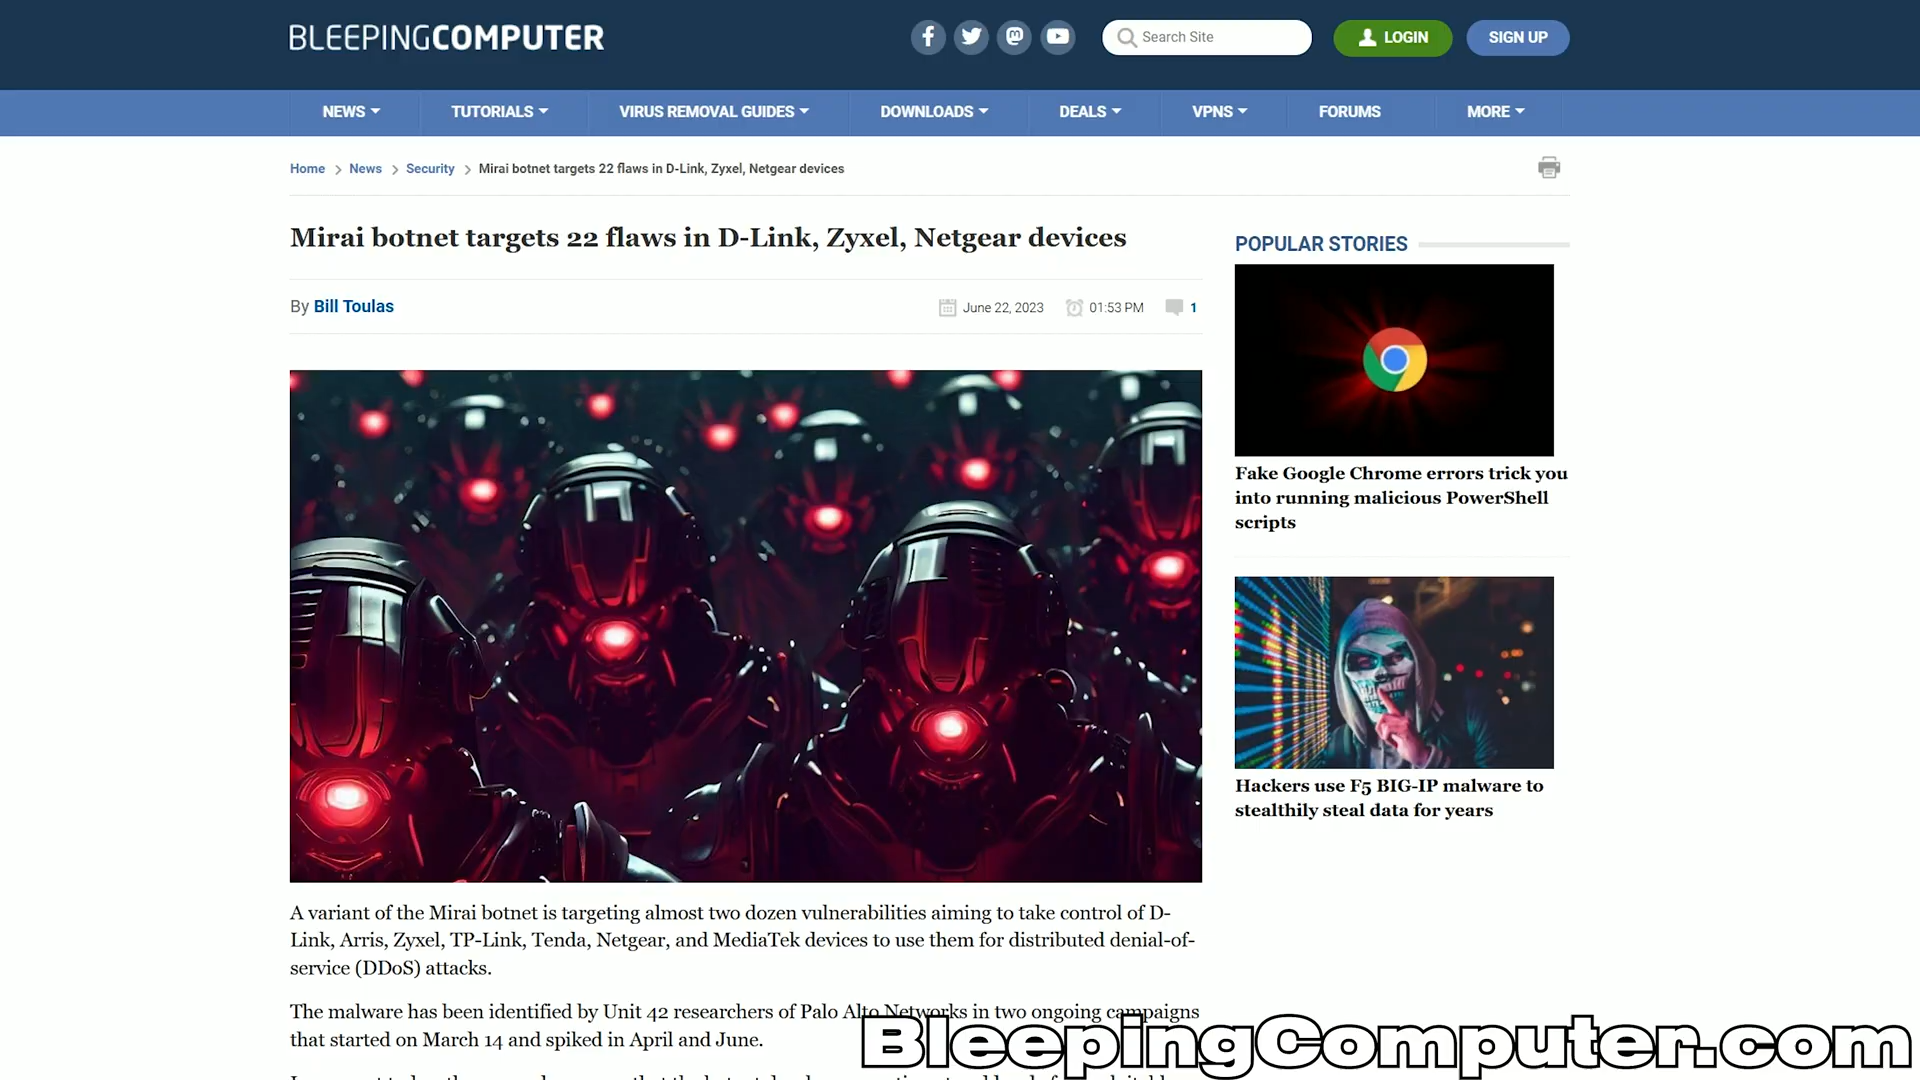 BLEEPINGCOMPUTER
Search Site
LOGIN
SIGN UP
NEWS
TUTORIALS
VIRUS REMOVAL GUIDES
DOWNLOADS
DEALS
VPNS
FORUMS
MORE
Home > News > Security > Mirai botnet targets 22 flaws in D-Link, Zyxel, Netgear devices
Mirai botnet targets 22 flaws in D-Link, Zyxel, Netgear devices
By Bill Toulas
June 22, 2023
01:53 PM
1
A variant of the Mirai botnet is targeting almost two dozen vulnerabilities aiming to take control of D-
Link, Arris, Zyxel, TP-Link, Tenda, Netgear, and MediaTek devices to use them for distributed denial-of-
service (DDoS) attacks.
The malware has been identified by Unit 42 researchers of Palo Alto Networks in two ongoing campaigns
that started on March 14 and spiked in April and June.
POPULAR STORIES
Fake Google Chrome errors trick you
into running malicious PowerShell
scripts
Hackers use F5 BIG-IP malware to
stealthily steal data for years
BleepingComputer.com